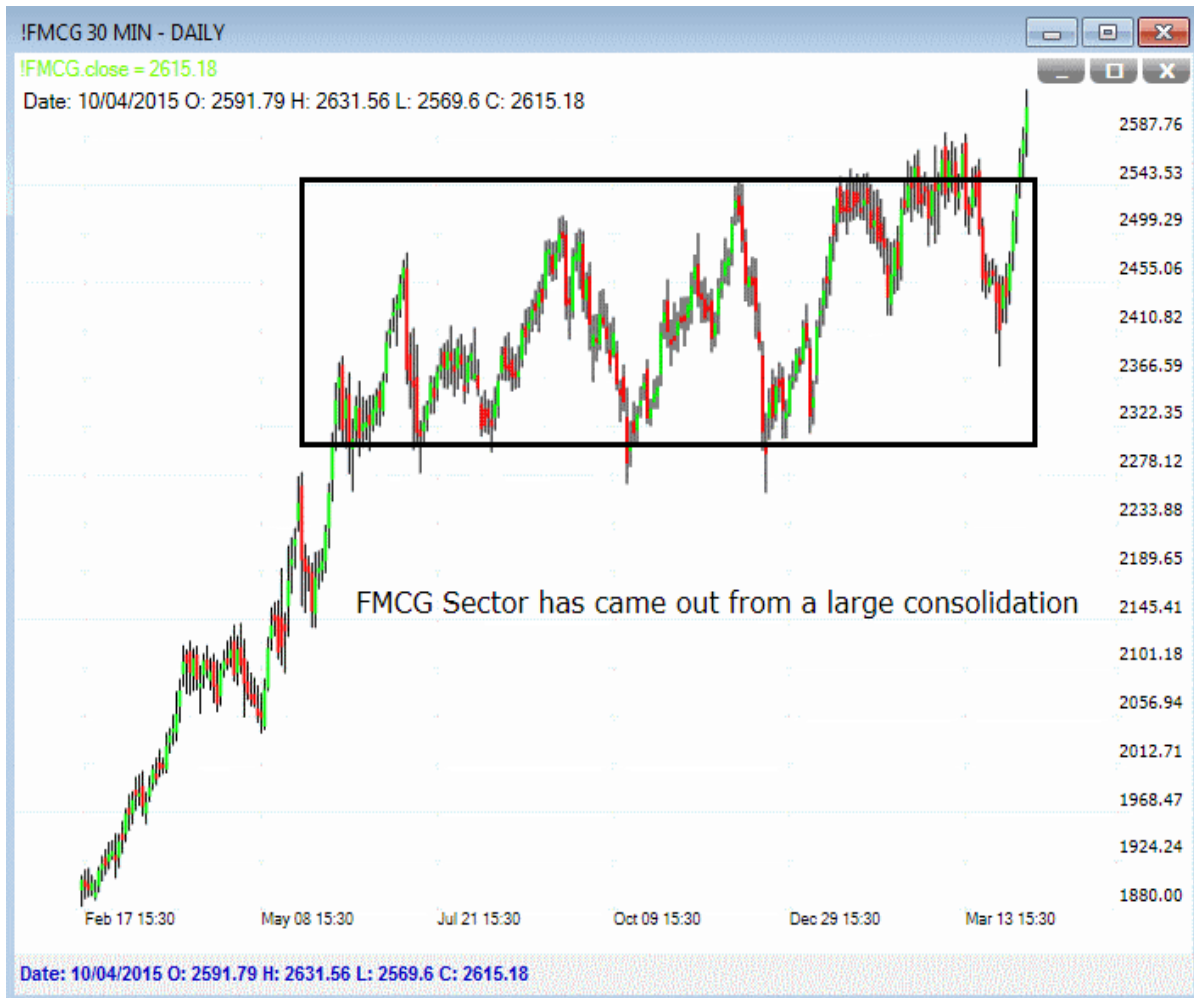 !FMCG 30 MIN - DAILY
!FMCG.close = 2615.18
Date: 10/04/2015 O: 2591.79 H: 2631.56 L: 2569.6 C: 2615.18
2587.76
2543.53
2499.29
2455.06
2410.82
2366.59
2322.35
2278.12
2233.88
2189.65
FMCG Sector has came out from a large consolidation
2145.41
2101.18
2056.94
2012.71
1968.47
1924.24
1880.00
Feb 17 15:30 May 08 15:30 Jul 21 15:30 Oct 09 15:30 Dec 29 15:30 Mar 13 15:30
Date: 10/04/2015 O: 2591.79 H: 2631.56 L: 2569.6 C: 2615.18